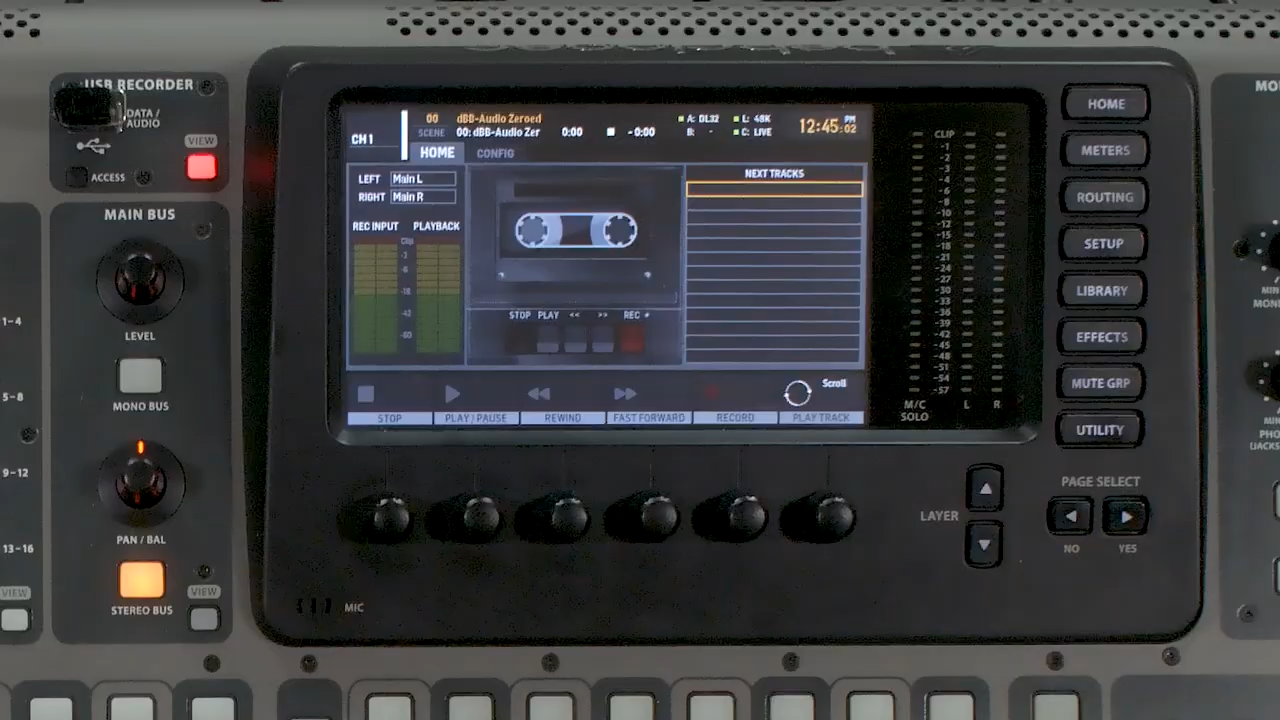 USB RECORDER
DATA /
AUDIO
VIEW
ACCESS
MAIN BUS
LEVEL
MONO BUS
PAN / BAL
STEREO BUS
VIEW
1-4
5-8
9-12
13-16
VIEW
CH 1
00 dBB-Audio Zeroed
SCENE 00: dBB-Audio Zer 0:00 -0:00
A: DL32 L: 48K
B: - C: LIVE
12:45:02 PM
HOME CONFIG
LEFT Main L
RIGHT Main R
REC INPUT PLAYBACK
Clip
-1
-6
-18
-42
-60
STOP PLAY << >> REC
NEXT TRACKS
Scroll
STOP PLAY / PAUSE REWIND FAST FORWARD RECORD PLAY TRACK
CLIP
-1
-2
-3
-4
-6
-8
-10
-12
-15
-18
-21
-24
-27
-30
-33
-36
-39
-42
-45
-48
-51
-54
-57
M/C L R
SOLO
HOME
METERS
ROUTING
SETUP
LIBRARY
EFFECTS
MUTE GRP
UTILITY
LAYER
PAGE SELECT
NO YES
MIC